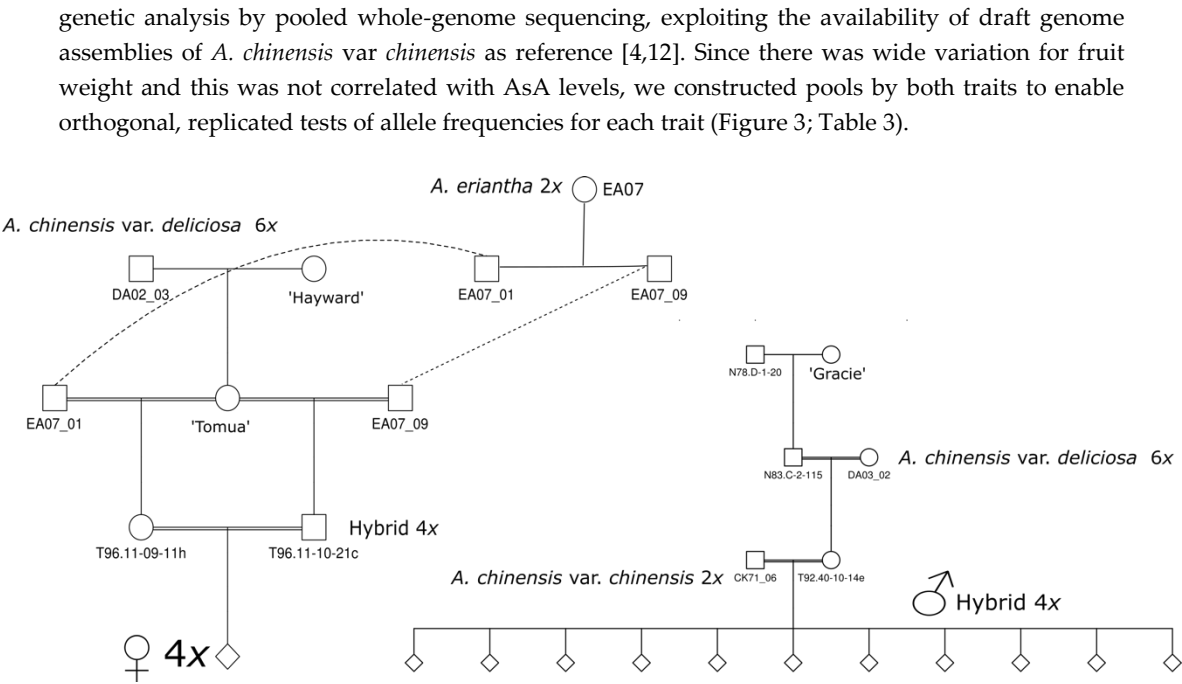 genetic analysis by pooled whole-genome sequencing, exploiting the availability of draft genome
assemblies of A. chinensis var chinensis as reference [4,12]. Since there was wide variation for fruit
weight and this was not correlated with AsA levels, we constructed pools by both traits to enable
orthogonal, replicated tests of allele frequencies for each trait (Figure 3; Table 3).
A. eriantha 2x EA07
A. chinensis var. deliciosa 6x
DA02_03 'Hayward' EA07_01 EA07_09
N78.D-1-20 'Gracie'
EA07_01 'Tomua' EA07_09
N83.C-2-115 DA03_02 A. chinensis var. deliciosa 6x
Hybrid 4x
T96.11-09-11h T96.11-10-21c
A. chinensis var. chinensis 2x CK71_06 T92.40-10-14e
♂ Hybrid 4x
♀ 4x